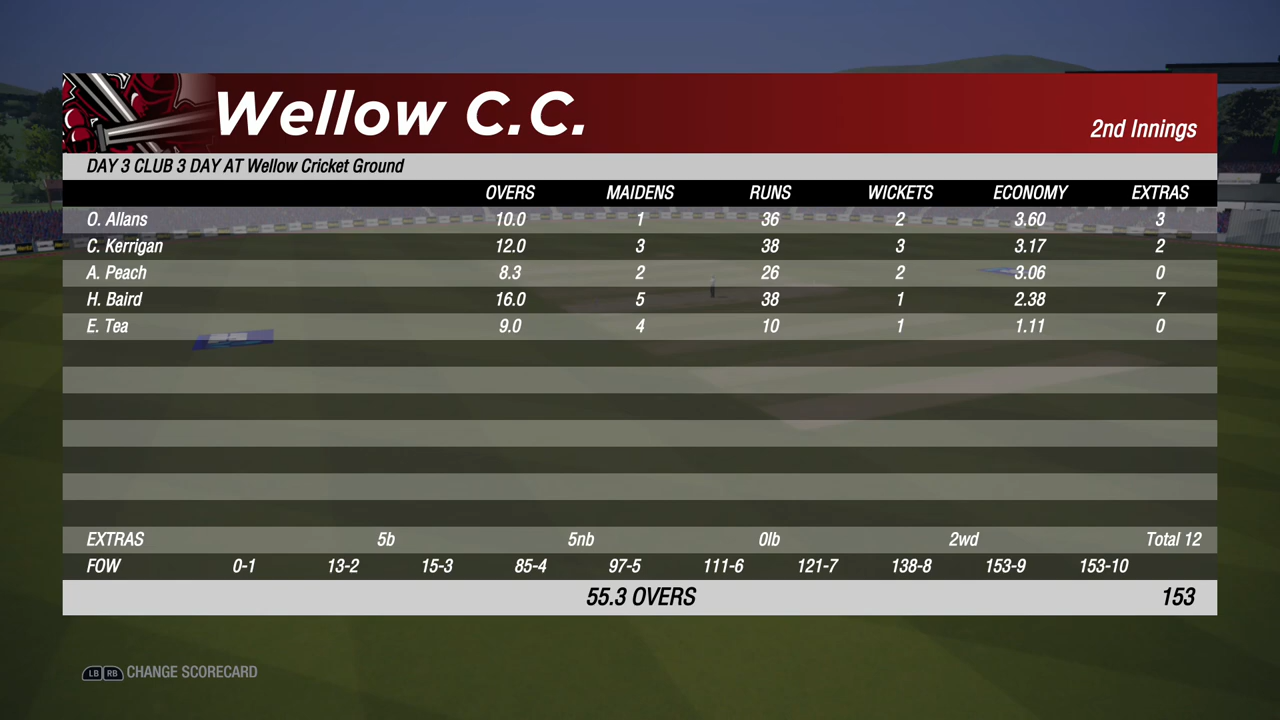 Wellow C.C.
2nd Innings
DAY 3 CLUB 3 DAY AT Wellow Cricket Ground
OVERS MAIDENS RUNS WICKETS ECONOMY EXTRAS
O. Allans 10.0 1 36 2 3.60 3
C. Kerrigan 12.0 3 38 3 3.17 2
A. Peach 8.3 2 26 2 3.06 0
H. Baird 16.0 5 38 1 2.38 7
E. Tea 9.0 4 10 1 1.11 0
EXTRAS 5b 5nb 0lb 2wd Total 12
FOW 0-1 13-2 15-3 85-4 97-5 111-6 121-7 138-8 153-9 153-10
55.3 OVERS 153
LB RB CHANGE SCORECARD